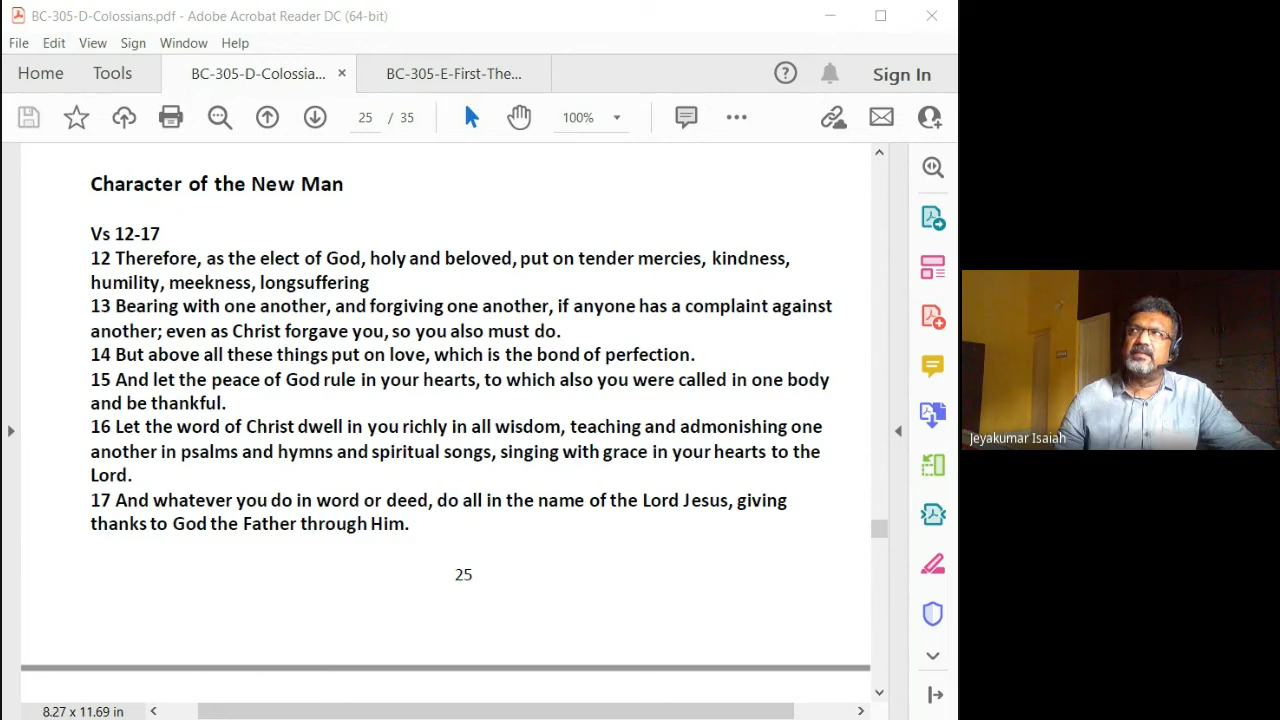 BC-305-D-Colossians.pdf - Adobe Acrobat Reader DC (64-bit)
File Edit View Sign Window Help
Home Tools BC-305-D-Colossia... × BC-305-E-First-The... Sign In
25 / 35 100%
Character of the New Man
Vs 12-17
12 Therefore, as the elect of God, holy and beloved, put on tender mercies, kindness,
humility, meekness, longsuffering
13 Bearing with one another, and forgiving one another, if anyone has a complaint against
another; even as Christ forgave you, so you also must do.
14 But above all these things put on love, which is the bond of perfection.
15 And let the peace of God rule in your hearts, to which also you were called in one body
and be thankful.
16 Let the word of Christ dwell in you richly in all wisdom, teaching and admonishing one
another in psalms and hymns and spiritual songs, singing with grace in your hearts to the
Lord.
17 And whatever you do in word or deed, do all in the name of the Lord Jesus, giving
thanks to God the Father through Him.
25
8.27 x 11.69 in
Jeyakumar Isaiah